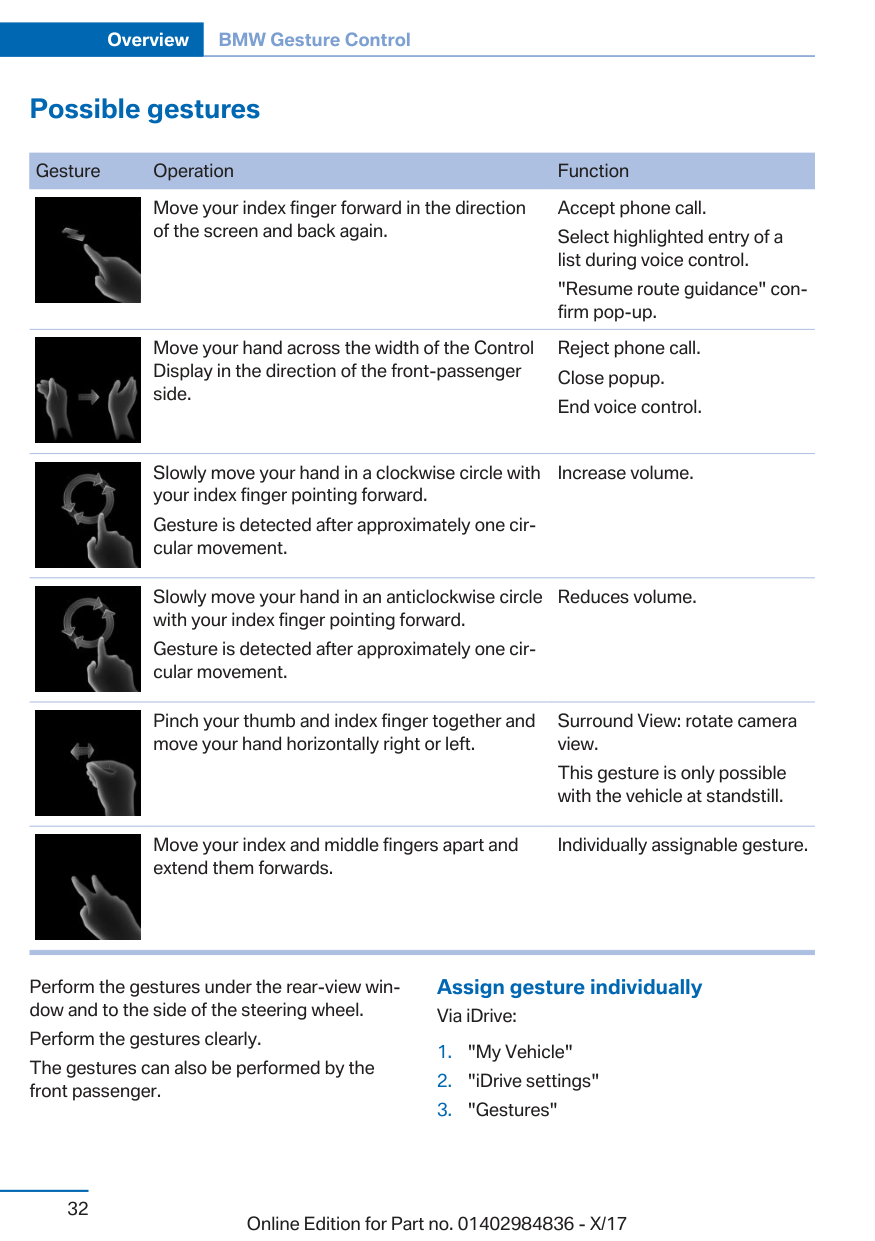 Overview BMW Gesture Control
Possible gestures
Gesture Operation Function
Move your index finger forward in the direction
of the screen and back again.
Accept phone call.
Select highlighted entry of a
list during voice control.
"Resume route guidance" con-
firm pop-up.
Move your hand across the width of the Control
Display in the direction of the front-passenger
side.
Reject phone call.
Close popup.
End voice control.
Slowly move your hand in a clockwise circle with
your index finger pointing forward.
Gesture is detected after approximately one cir-
cular movement.
Increase volume.
Slowly move your hand in an anticlockwise circle
with your index finger pointing forward.
Gesture is detected after approximately one cir-
cular movement.
Reduces volume.
Pinch your thumb and index finger together and
move your hand horizontally right or left.
Surround View: rotate camera
view.
This gesture is only possible
with the vehicle at standstill.
Move your index and middle fingers apart and
extend them forwards.
Individually assignable gesture.
Perform the gestures under the rear-view win-
dow and to the side of the steering wheel.
Perform the gestures clearly.
The gestures can also be performed by the
front passenger.
Assign gesture individually
Via iDrive:
1. "My Vehicle"
2. "iDrive settings"
3. "Gestures"
32
Online Edition for Part no. 01402984836 - X/17